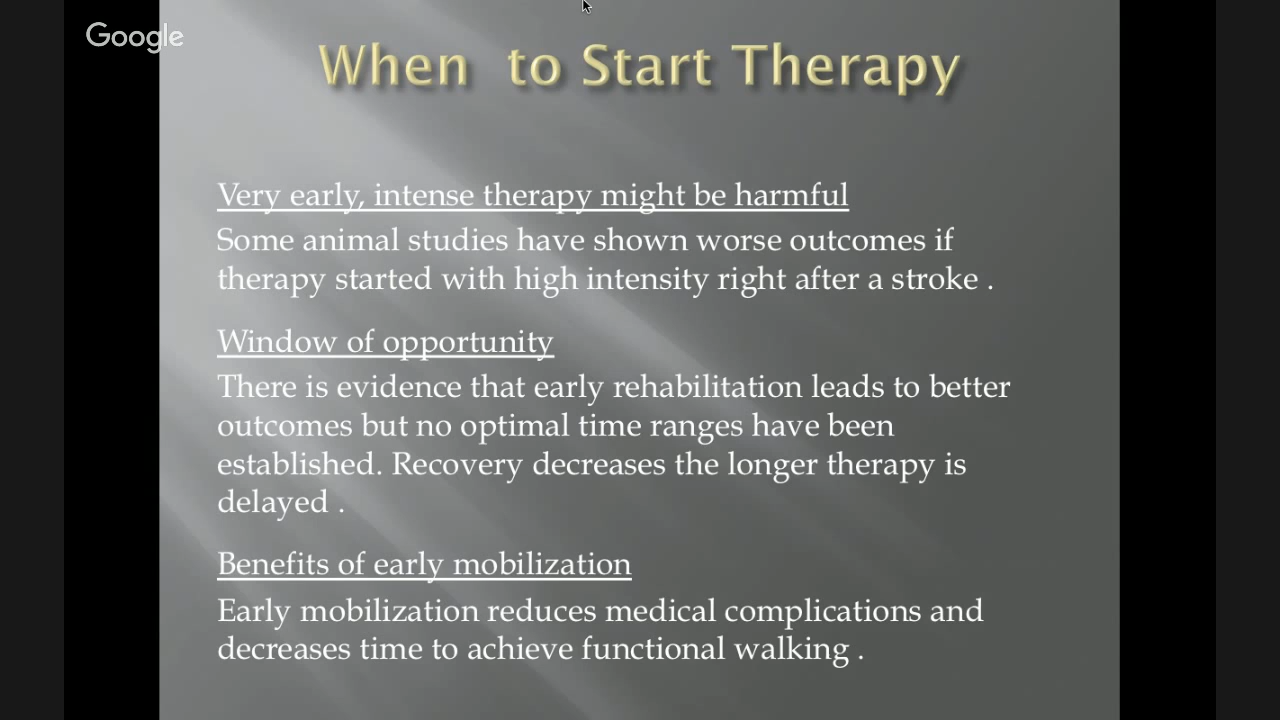 Google
When to Start Therapy
Very early, intense therapy might be harmful
Some animal studies have shown worse outcomes if
therapy started with high intensity right after a stroke .
Window of opportunity
There is evidence that early rehabilitation leads to better
outcomes but no optimal time ranges have been
established. Recovery decreases the longer therapy is
delayed .
Benefits of early mobilization
Early mobilization reduces medical complications and
decreases time to achieve functional walking .